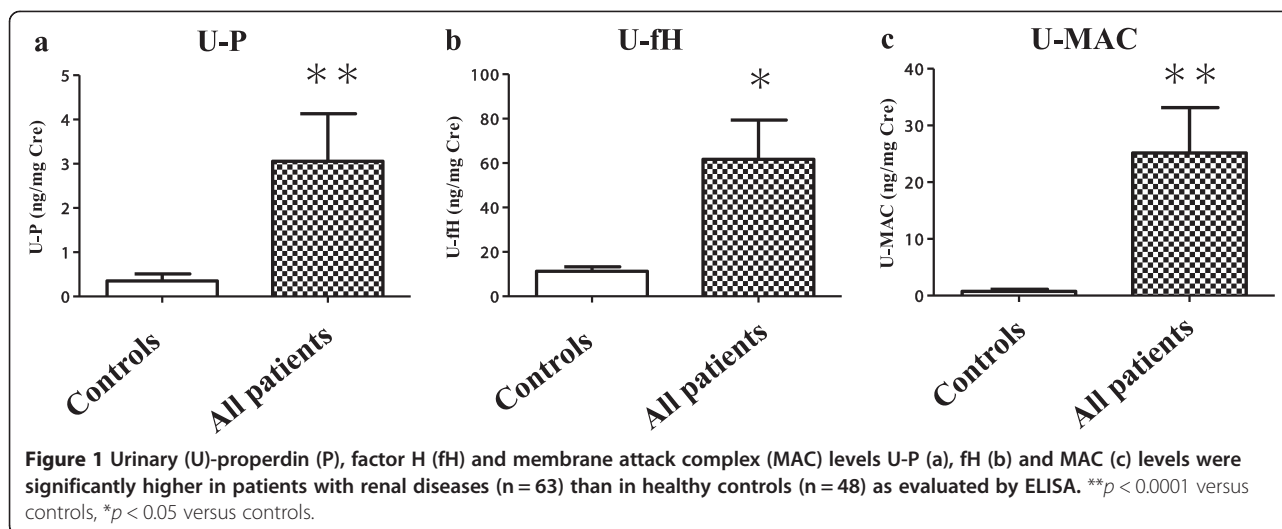 a U-P
5
4
3
2
1
0
U-P (ng/mg Cre)
**
Controls
All patients
b U-fH
100
80
60
40
20
0
U-fH (ng/mg Cre)
*
Controls
All patients
c U-MAC
40
30
20
10
0
U-MAC (ng/mg Cre)
**
Controls
All patients
Figure 1 Urinary (U)-properdin (P), factor H (fH) and membrane attack complex (MAC) levels U-P (a), fH (b) and MAC (c) levels were
significantly higher in patients with renal diseases (n = 63) than in healthy controls (n = 48) as evaluated by ELISA. **p < 0.0001 versus
controls, *p < 0.05 versus controls.